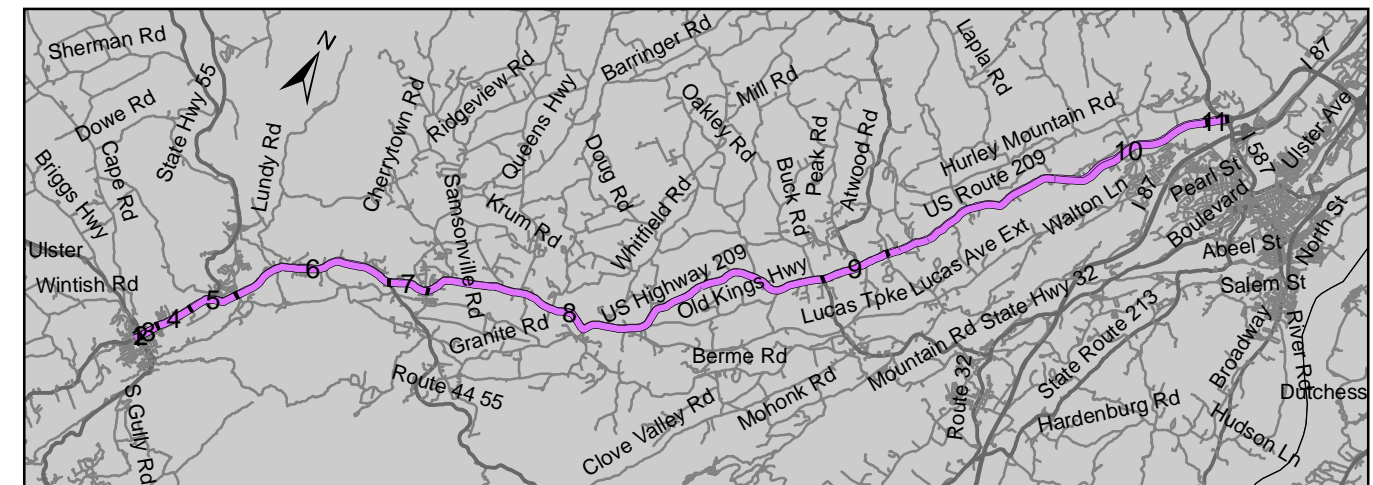 Sherman Rd
Dowe Rd
State Hwy 55
Cape Rd
Briggs Hwy
Ulster
Wintish Rd
Lundy Rd
N
Cherrytown Rd
Ridgeview Rd
Queens Hwy
Barringer Rd
Samsonville Rd
Krum Rd
Doug Rd
Whitfield Rd
Oakley Rd
Mill Rd
Buck Rd
Peak Rd
Atwood Rd
Lapla Rd
Hurley Mountain Rd
US Route 209
I 87
I 587
Ulster Ave
Pearl St
Boulevard
Walton Ln
I 87
Abeel St
North St
Salem St
3
4
5
6
7
8
9
10
11
US Highway 209
Old Kings Hwy
Lucas Tpke
Lucas Ave Ext
Granite Rd
Berme Rd
Route 44 55
S Gully Rd
Clove Valley Rd
Mohonk Rd
Mountain Rd
State Hwy 32
State Route 213
Route 32
Hardenburg Rd
Broadway
River Rd
Hudson Ln
Dutchess